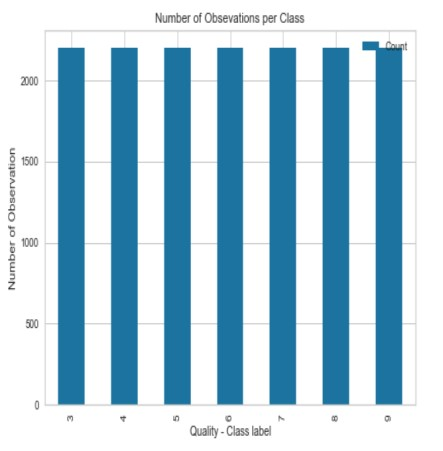 Number of Obsevations per Class
Count
Number of Observation
2000
1500
1000
500
0
3 4 5 6 7 8 9
Quality - Class label